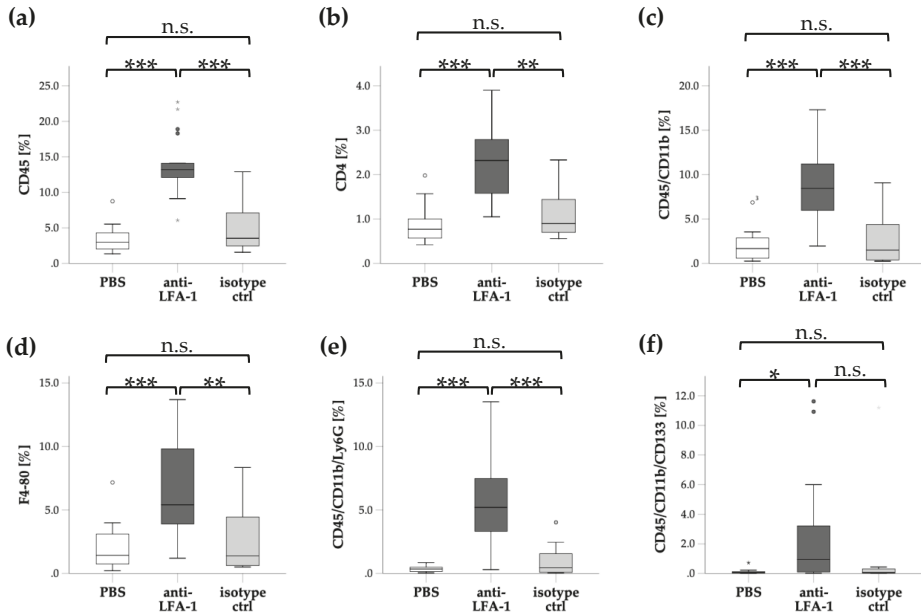 (a)
n.s.
***
***
CD45 [%]
25.0
20.0
15.0
10.0
5.0
.0
PBS
anti-
LFA-1
isotype
ctrl
(b)
n.s.
***
**
CD4 [%]
4.0
3.0
2.0
1.0
.0
PBS
anti-
LFA-1
isotype
ctrl
(c)
n.s.
***
***
CD45/CD11b [%]
20.0
15.0
10.0
5.0
.0
PBS
anti-
LFA-1
isotype
ctrl
(d)
n.s.
***
**
F4-80 [%]
15.0
10.0
5.0
.0
PBS
anti-
LFA-1
isotype
ctrl
(e)
n.s.
***
***
CD45/CD11b/Ly6G [%]
15.0
10.0
5.0
.0
PBS
anti-
LFA-1
isotype
ctrl
(f)
n.s.
*
n.s.
CD45/CD11b/CD133 [%]
12.0
10.0
8.0
6.0
4.0
2.0
.0
PBS
anti-
LFA-1
isotype
ctrl